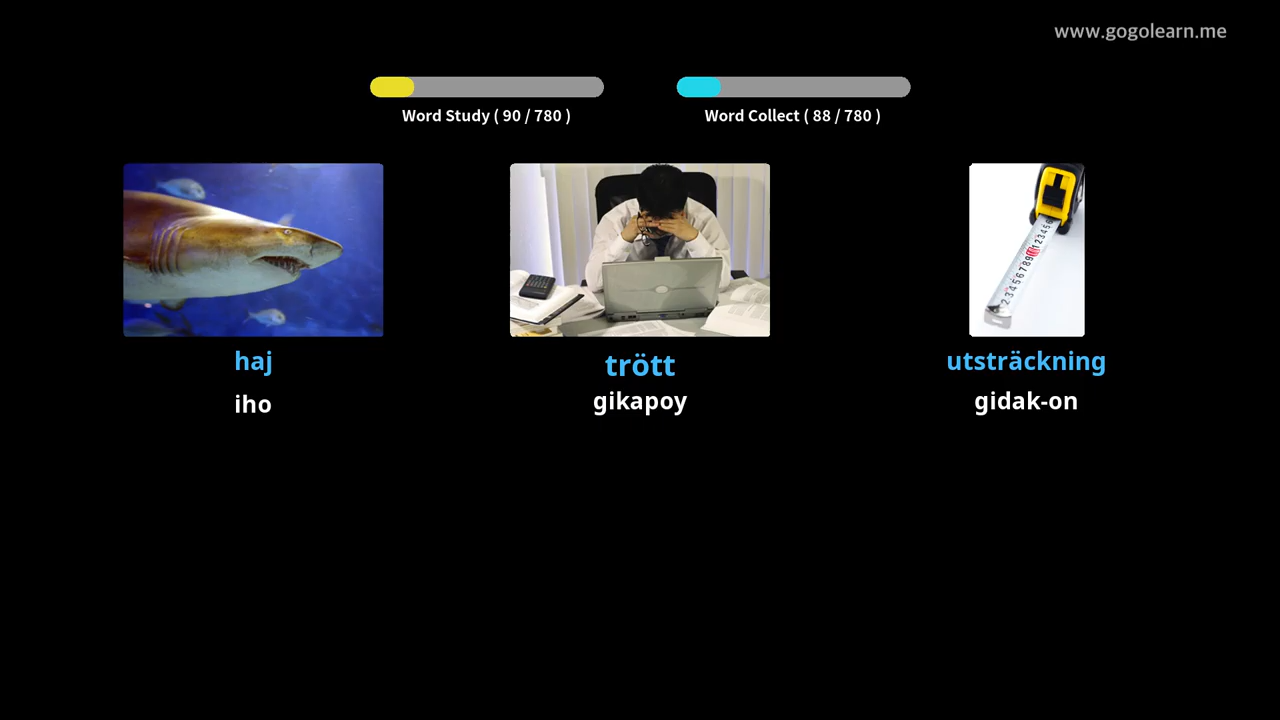 www.gogolearn.me
Word Study ( 90 / 780 )
Word Collect ( 88 / 780 )
haj
trött
utsträckning
iho
gikapoy
gidak-on